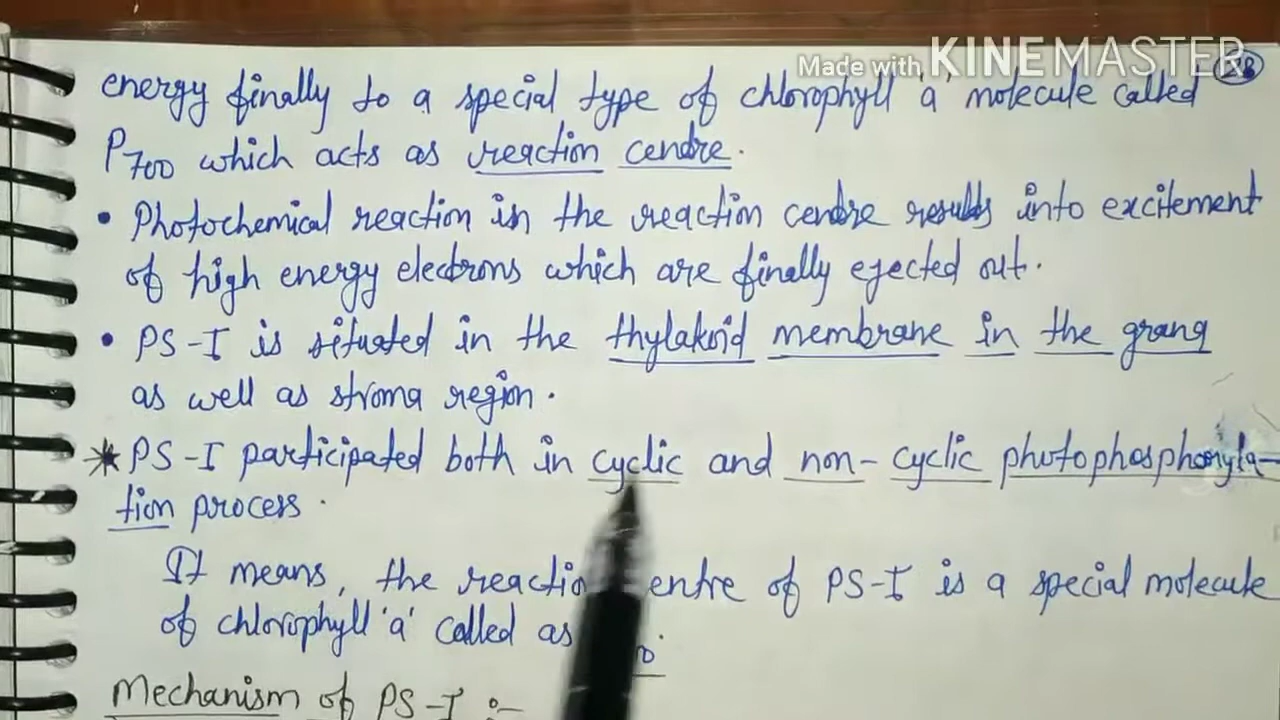 Made with KINEMASTER
28
energy finally to a special type of chlorophyll 'a' molecule called
P700 which acts as reaction centre.
• Photochemical reaction in the reaction centre results into excitement
of high energy electrons which are finally ejected out.
• PS-I is situated in the thylakoid membrane in the grana
as well as stroma region.
* PS-I participated both in cyclic and non-cyclic photophosphoryla-
tion process.
It means, the of PS-I is a special molecule
of chlorophyll 'a' called as
Mechanism of PS-I :-